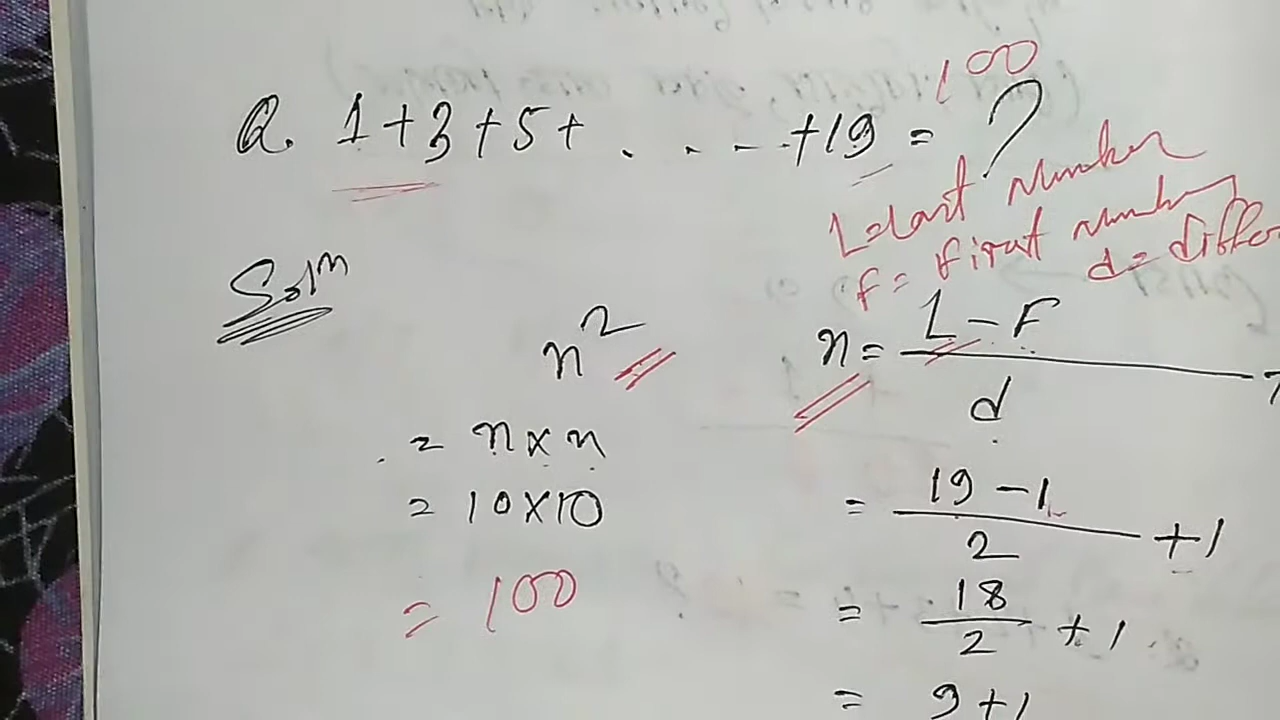 100
Q. 1+3+5+ . . - - +19 = ?
L=Last Number
F= First Number
d= differ
Solⁿ
n²
= n×n
= 10×10
= 100
n= L-F/d +
= 19-1/2 +1
= 18/2 +1
= 9+1